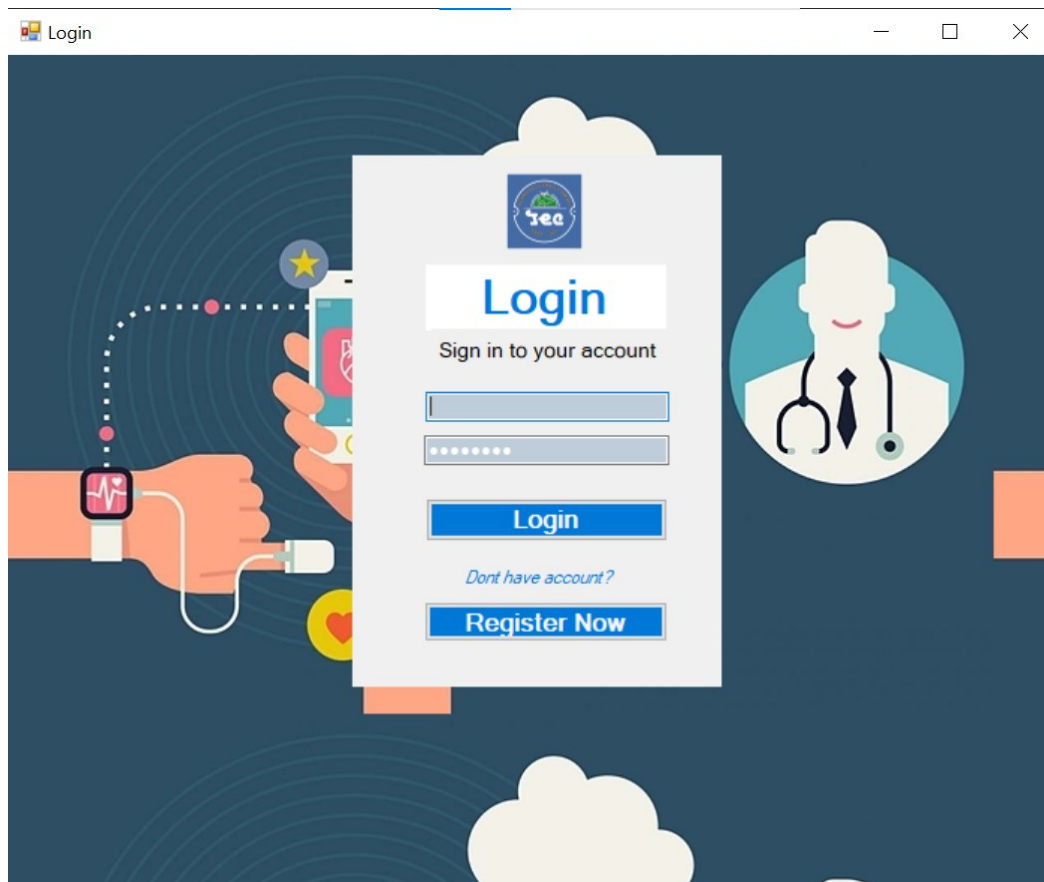 Login
Login
Sign in to your account
••••••••
Login
Dont have account?
Register Now